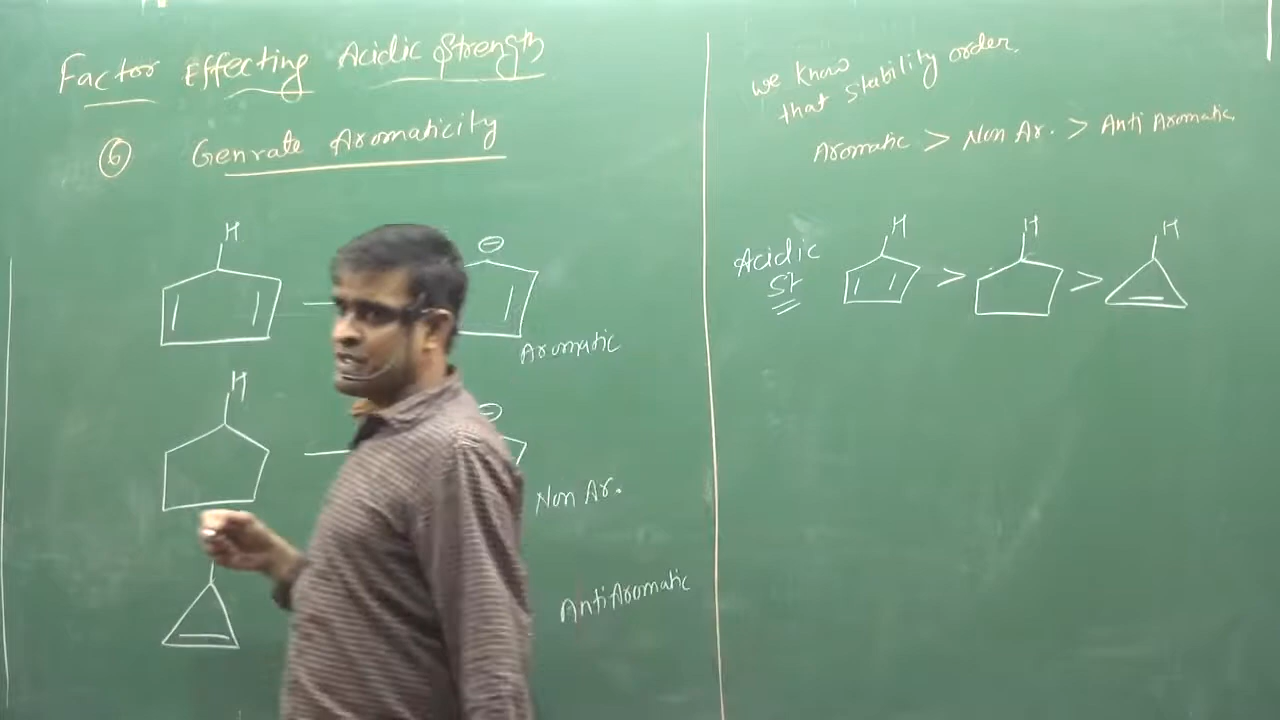 Factor Effecting Acidic Strength
⑥ Genrate Aromaticity
H
⊖
Aromatic
H
⊖
Non Ar.
Anti Aromatic
we know
that stability order.
Aromatic > Non Ar. > Anti Aromatic
Acidic
St
H > H > H